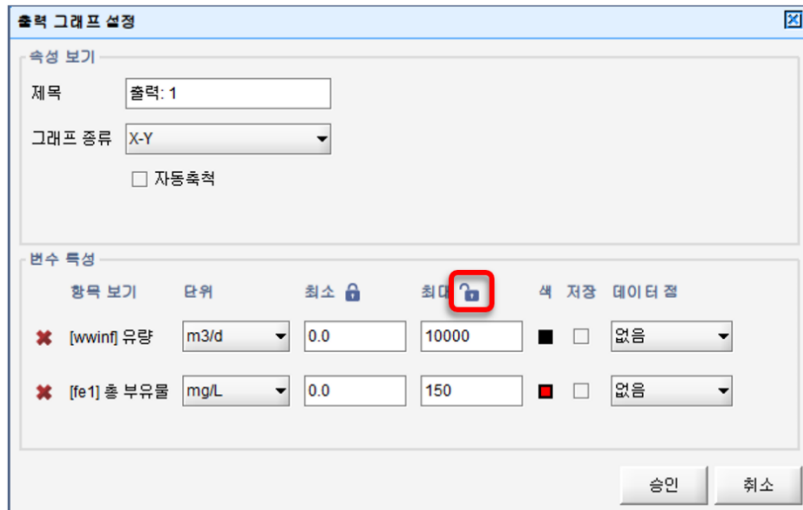 출력 그래프 설정
속성 보기
제목 출력: 1
그래프 종류 X-Y
자동축척
변수 특성
항목 보기 단위 최소 최대 색 저장 데이터 점
[wwinf] 유량 m3/d 0.0 10000 없음
[fe1] 총 부유물 mg/L 0.0 150 없음
승인 취소